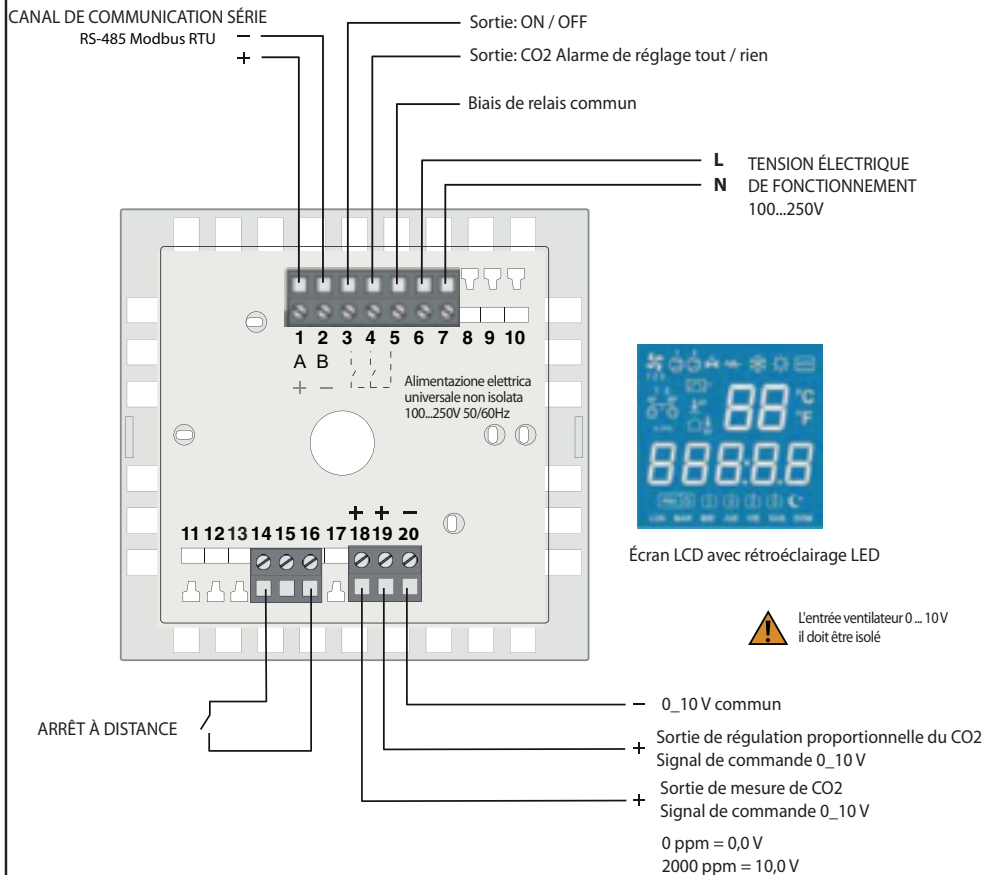 CANAL DE COMMUNICATION SÉRIE
RS-485 Modbus RTU
−
+
Sortie: ON / OFF
Sortie: CO2 Alarme de réglage tout / rien
Biais de relais commun
L
N
TENSION ÉLECTRIQUE
DE FONCTIONNEMENT
100...250V
1 2 3 4 5 6 7 8 9 10
A B
+ −
Alimentazione elettrica
universale non isolata
100...250V 50/60Hz
88 °C
°F
888:8.8
Écran LCD avec rétroéclairage LED
+ + −
11 12 13 14 15 16 17 18 19 20
L'entrée ventilateur 0 ... 10 V
il doit être isolé
ARRÊT À DISTANCE
− 0_10 V commun
+ Sortie de régulation proportionnelle du CO2
Signal de commande 0_10 V
+ Sortie de mesure de CO2
Signal de commande 0_10 V
0 ppm = 0,0 V
2000 ppm = 10,0 V